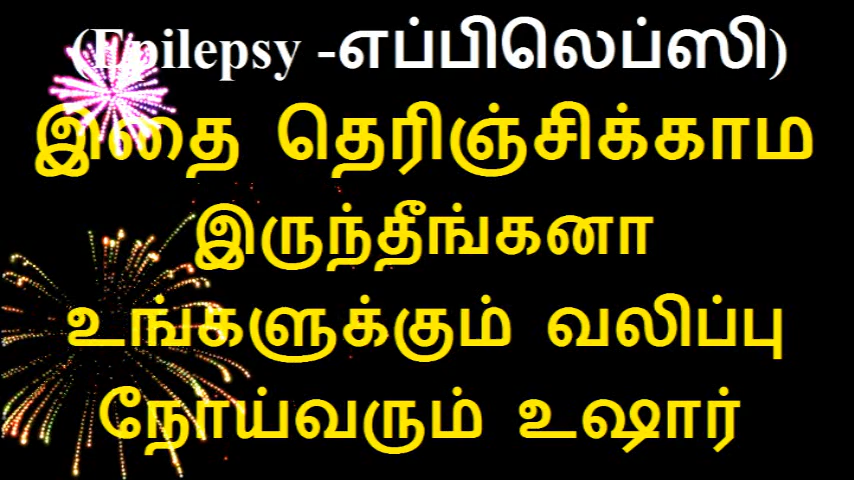 (Epilepsy -எப்பிலெப்ஸி)
இதை தெரிஞ்சிக்காம
இருந்தீங்கனா
உங்களுக்கும் வலிப்பு
நோய்வரும் உஷார்